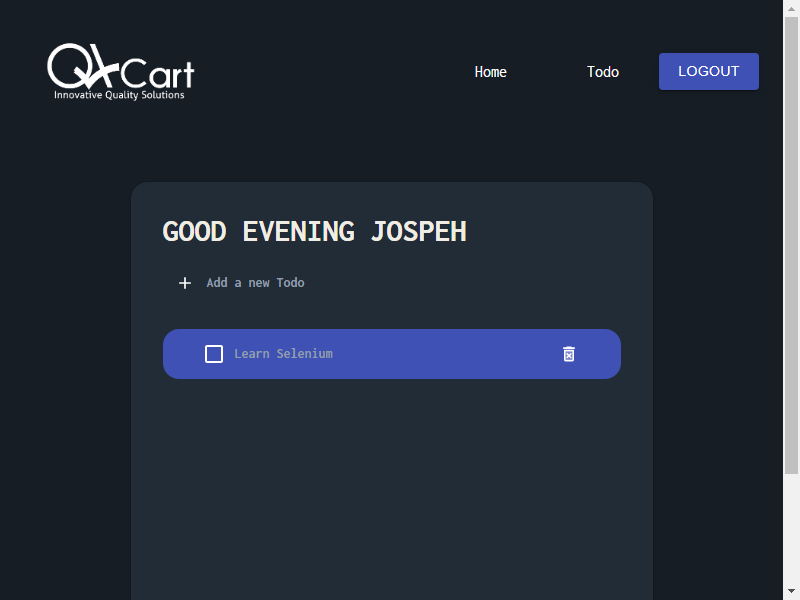 QACart
Innovative Quality Solutions
Home
Todo
LOGOUT
GOOD EVENING JOSPEH
Add a new Todo
Learn Selenium